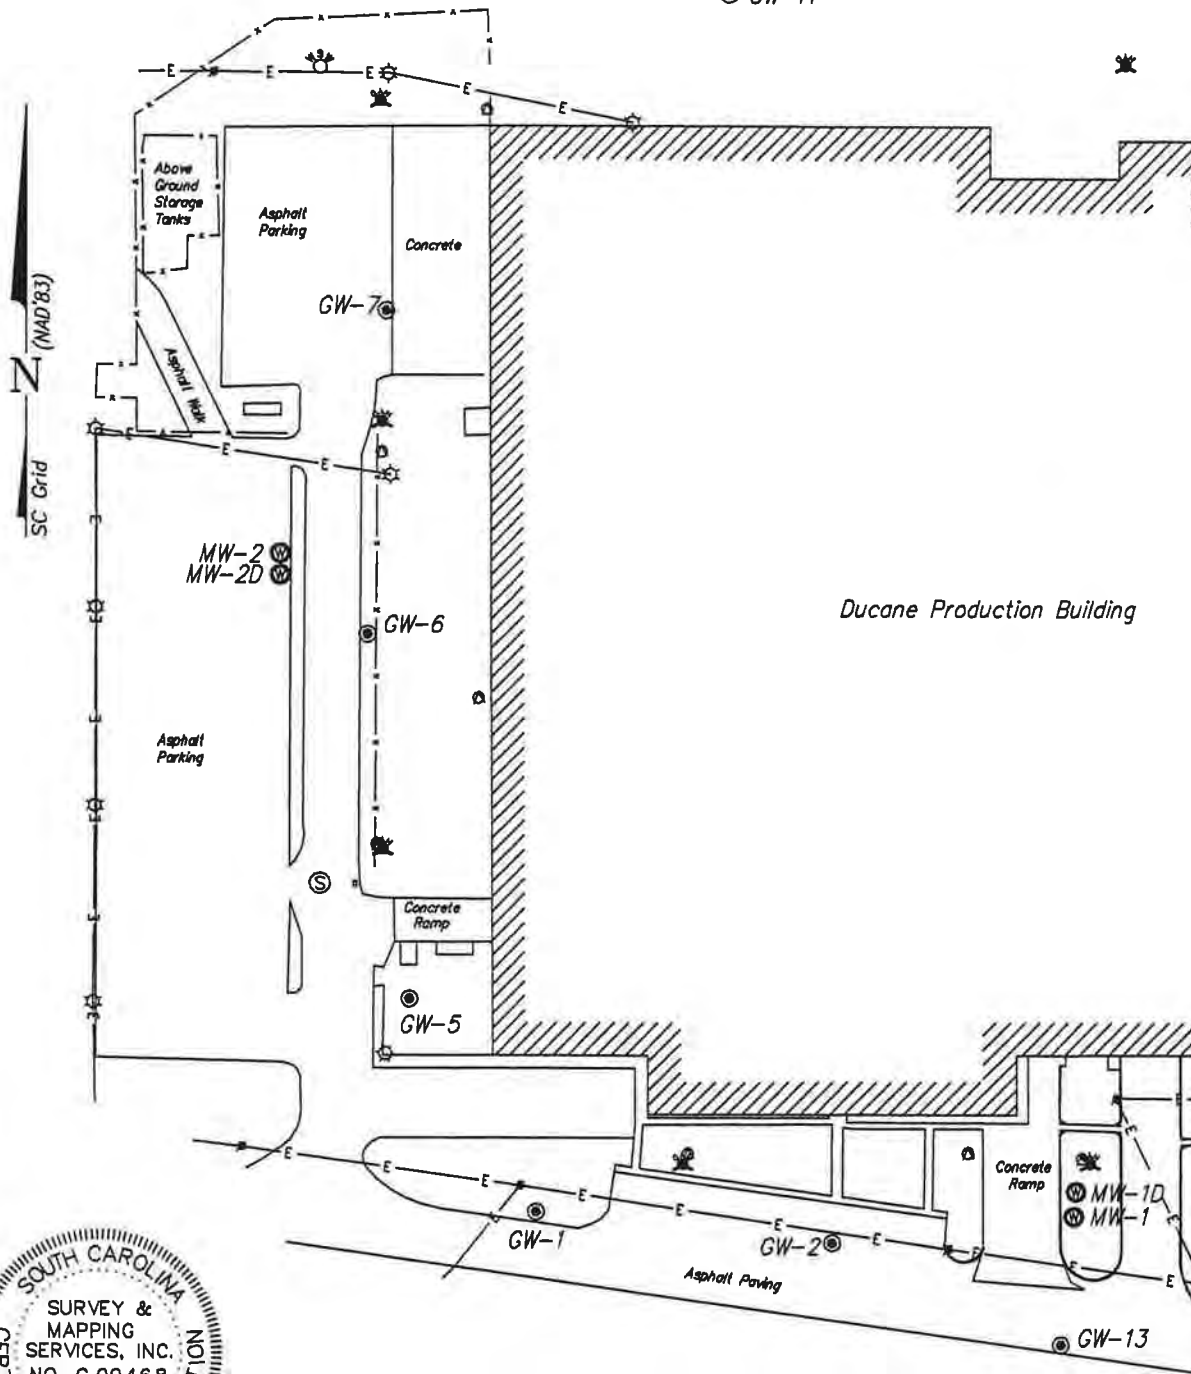 Above
Ground
Storage
Tanks
Asphalt
Parking
Concrete
GW-7
(NAD'83)
N
SC Grid
Asphalt Walk
MW-2
MW-2D
GW-6
Ducane Production Building
Asphalt
Parking
S
Concrete
Ramp
GW-5
Concrete
Ramp
MW-1D
MW-1
GW-1
GW-2
Asphalt Paving
GW-13
SOUTH CAROLINA
SURVEY &
MAPPING
SERVICES, INC.